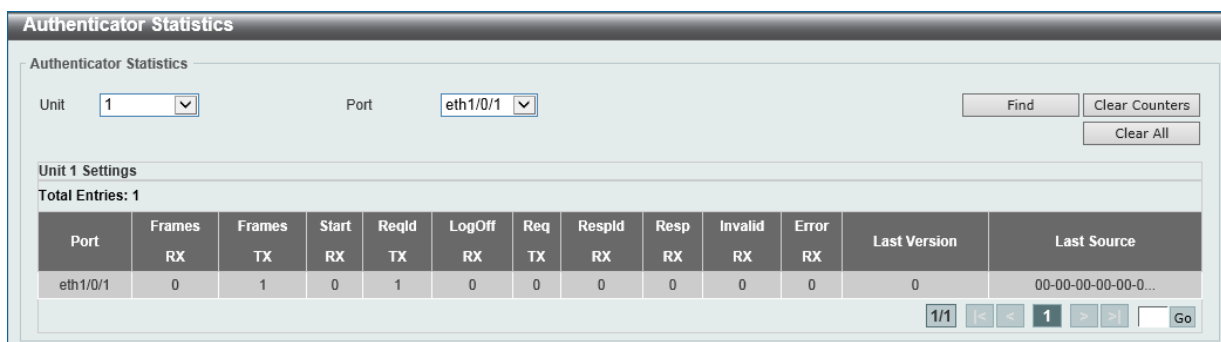 Authenticator Statistics
Authenticator Statistics
Unit 1 Port eth1/0/1 Find Clear Counters
Clear All
Unit 1 Settings
Total Entries: 1
Port Frames RX Frames TX Start RX ReqId TX LogOff RX Req TX RespId RX Resp RX Invalid RX Error RX Last Version Last Source
eth1/0/1 0 1 0 1 0 0 0 0 0 0 0 00-00-00-00-00-0...
1/1 |< < 1 > >| Go